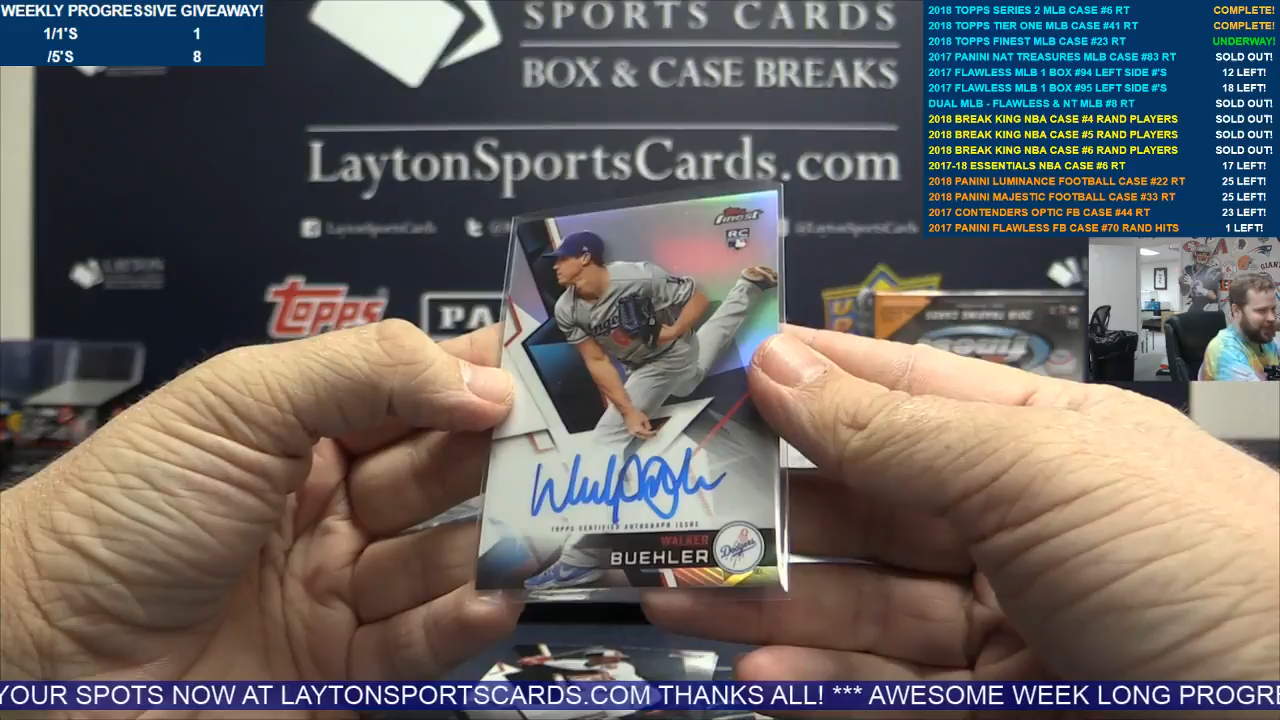 WEEKLY PROGRESSIVE GIVEAWAY!
1/1'S 1
/5'S 8
SPORTS CARDS
BOX & CASE BREAKS
LaytonSportsCards.com
LaytonSportsCards
LAYTON
TOPPS
PA
2018 TOPPS SERIES 2 MLB CASE #6 RT COMPLETE!
2018 TOPPS TIER ONE MLB CASE #41 RT COMPLETE!
2018 TOPPS FINEST MLB CASE #23 RT UNDERWAY!
2017 PANINI NAT TREASURES MLB CASE #83 RT SOLD OUT!
2017 FLAWLESS MLB 1 BOX #94 LEFT SIDE #'S 12 LEFT!
2017 FLAWLESS MLB 1 BOX #95 LEFT SIDE #'S 18 LEFT!
DUAL MLB - FLAWLESS & NT MLB #8 RT SOLD OUT!
2018 BREAK KING NBA CASE #4 RAND PLAYERS SOLD OUT!
2018 BREAK KING NBA CASE #5 RAND PLAYERS SOLD OUT!
2018 BREAK KING NBA CASE #6 RAND PLAYERS SOLD OUT!
2017-18 ESSENTIALS NBA CASE #6 RT 17 LEFT!
2018 PANINI LUMINANCE FOOTBALL CASE #22 RT 25 LEFT!
2018 PANINI MAJESTIC FOOTBALL CASE #33 RT 25 LEFT!
2017 CONTENDERS OPTIC FB CASE #44 RT 23 LEFT!
2017 PANINI FLAWLESS FB CASE #70 RAND HITS 1 LEFT!
Topps
finest
RC
TOPPS CERTIFIED AUTOGRAPH ISSUE
WALKER
BUEHLER
Dodgers
YOUR SPOTS NOW AT LAYTONSPORTSCARDS.COM THANKS ALL! *** AWESOME WEEK LONG PROGRE